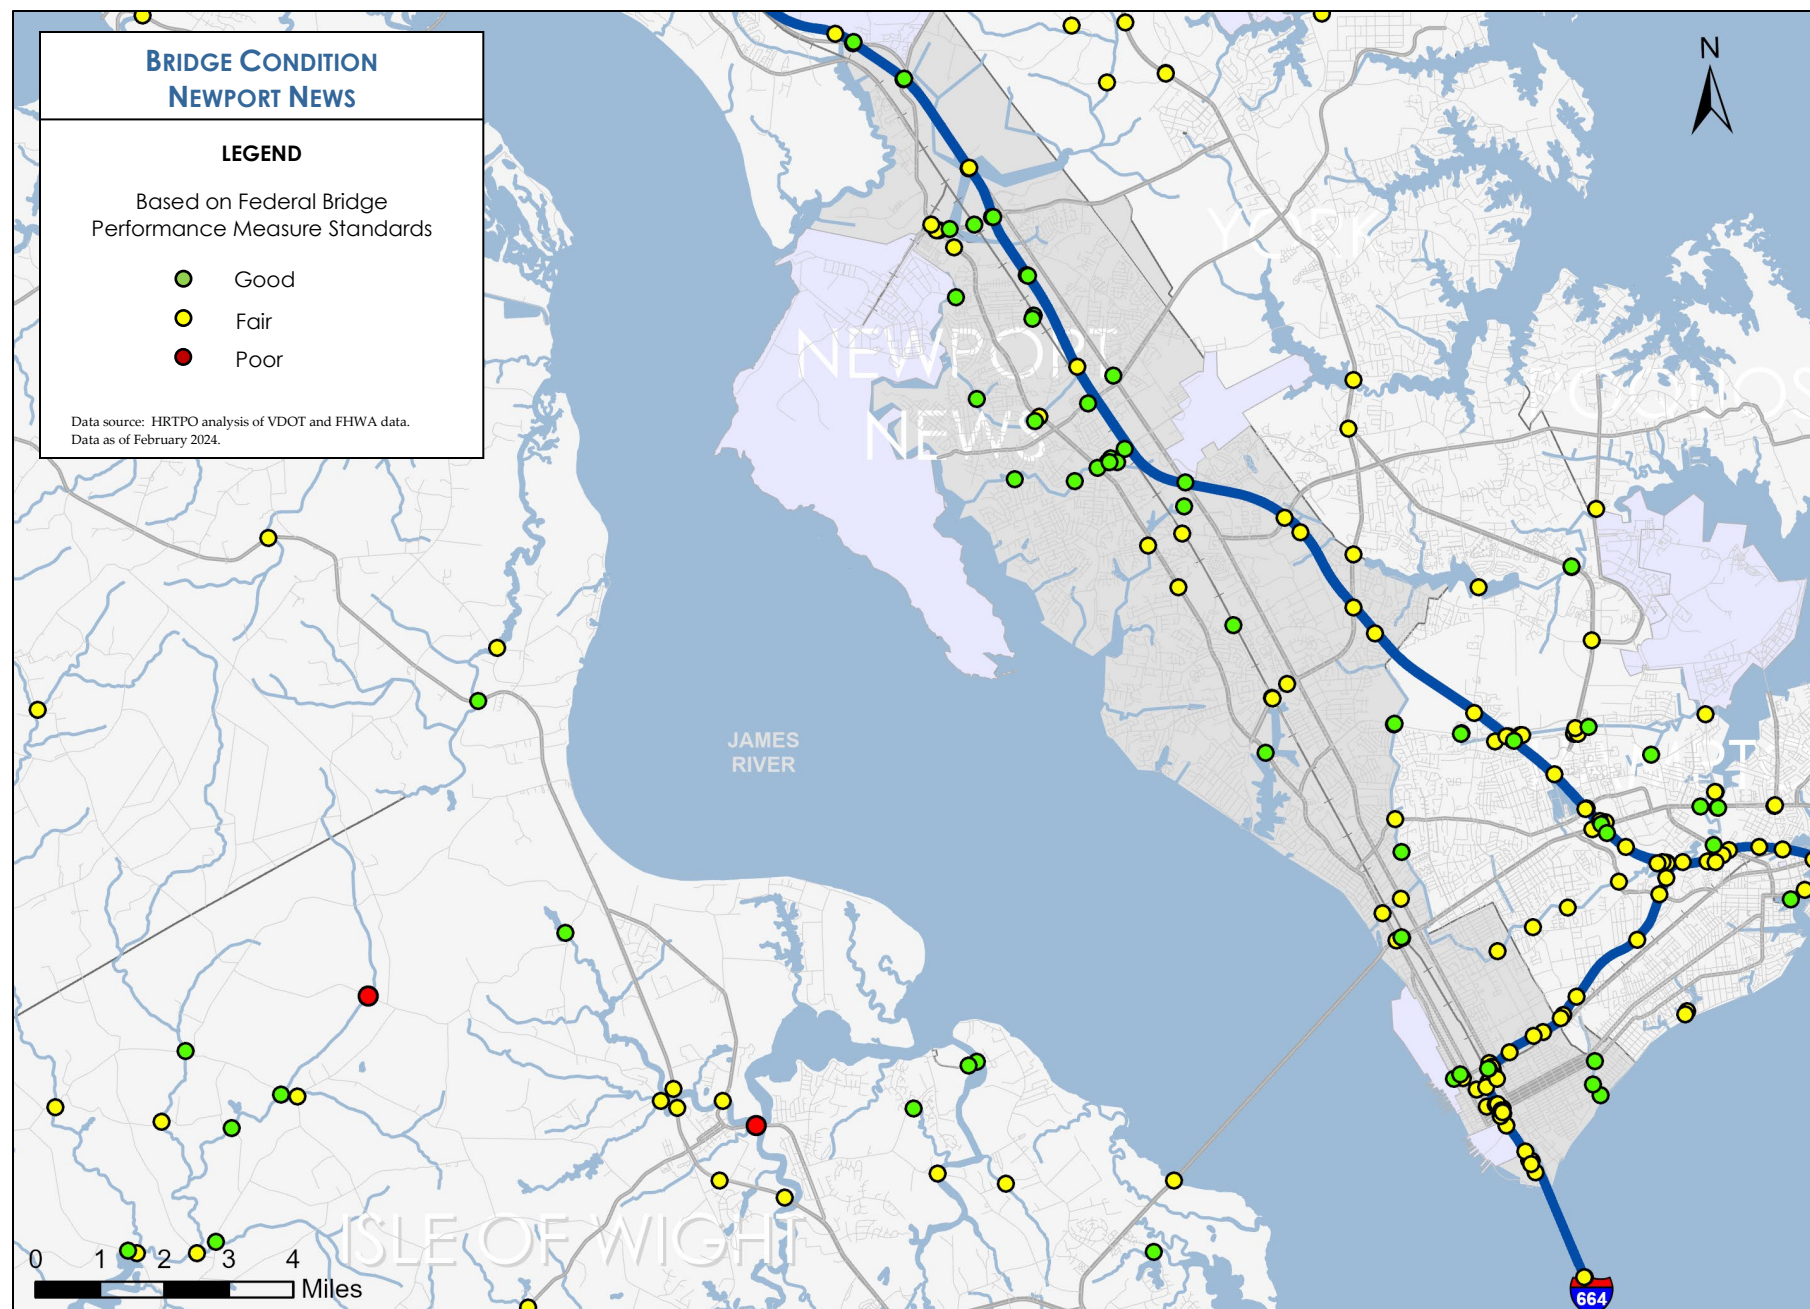 BRIDGE CONDITION
NEWPORT NEWS
LEGEND
Based on Federal Bridge
Performance Measure Standards
Good
Fair
Poor
Data source: HRTPO analysis of VDOT and FHWA data.
Data as of February 2024.
N
YORK
NEWPORT
NEWS
POQUOS
MPT
JAMES
RIVER
ISLE OF WIGHT
0 1 2 3 4
Miles
664